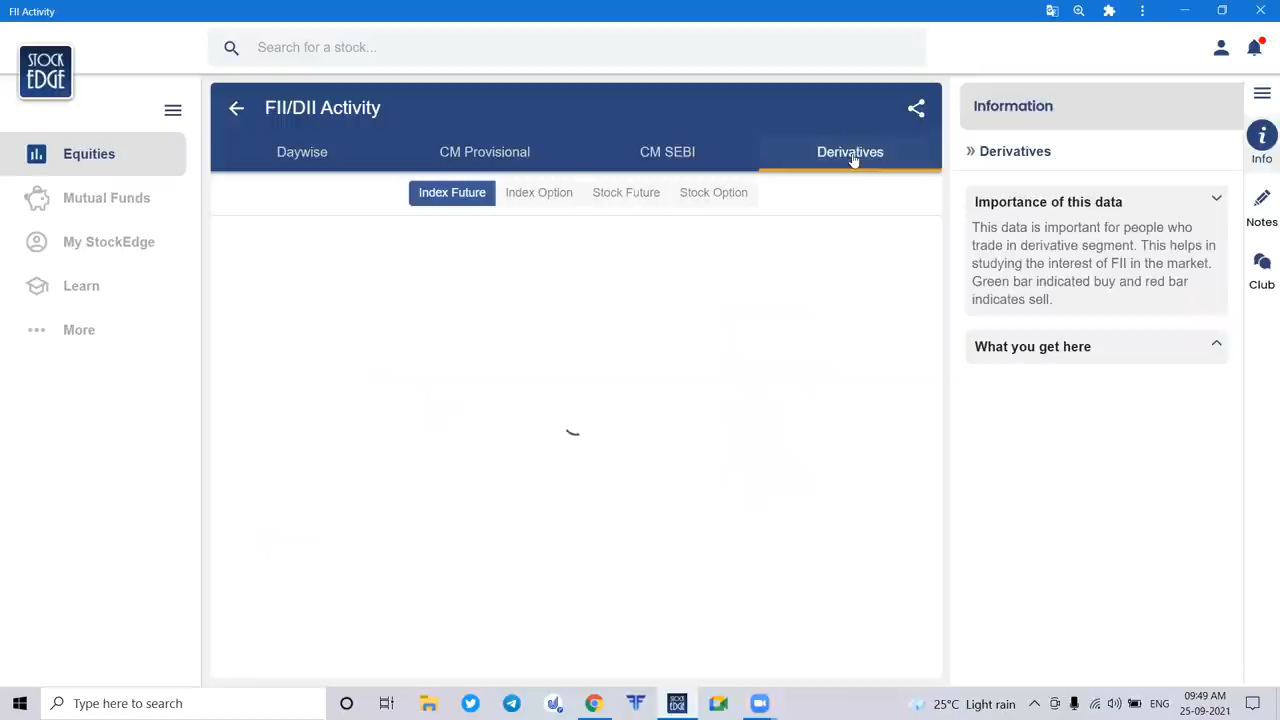 FII Activity
STOCK
EDGE
Search for a stock...
FII/DII Activity
Information
Daywise
CM Provisional
CM SEBI
Derivatives
Equities
Mutual Funds
My StockEdge
Learn
More
Index Future
Index Option
Stock Future
Stock Option
» Derivatives
Importance of this data
This data is important for people who
trade in derivative segment. This helps in
studying the interest of FII in the market.
Green bar indicated buy and red bar
indicates sell.
What you get here
Info
Notes
Club
Type here to search
STOCK
EDGE
25°C Light rain
ENG
09:49 AM
25-09-2021